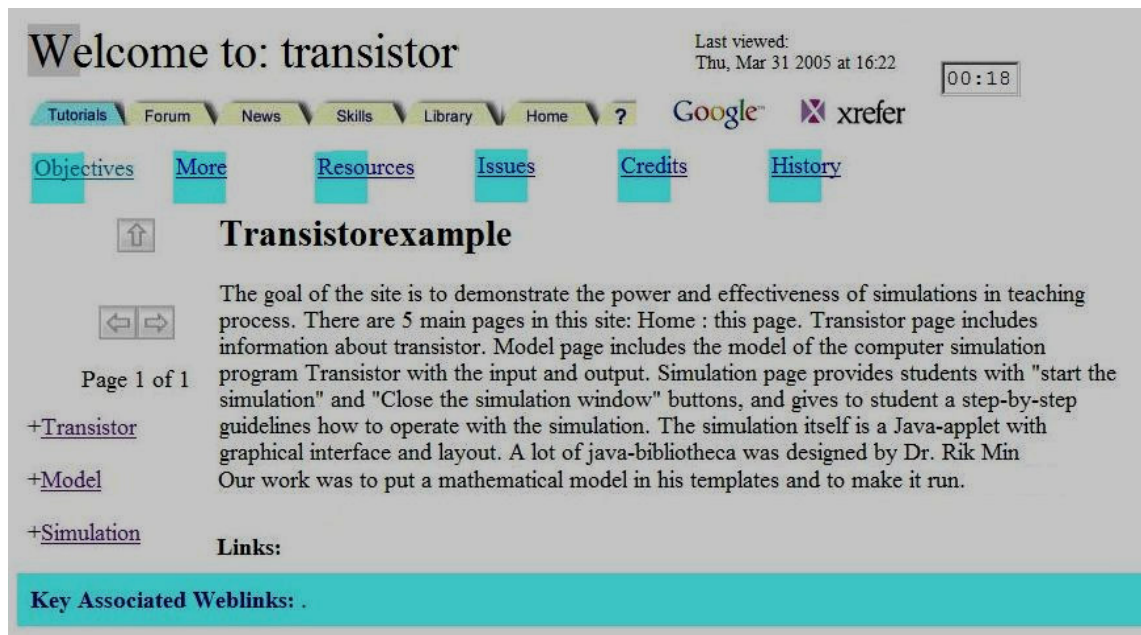 Welcome to: transistor
Last viewed:
Thu, Mar 31 2005 at 16:22
00:18
Tutorials Forum News Skills Library Home ? Google™ xrefer
Objectives More Resources Issues Credits History
Transistorexample
The goal of the site is to demonstrate the power and effectiveness of simulations in teaching
process. There are 5 main pages in this site: Home : this page. Transistor page includes
information about transistor. Model page includes the model of the computer simulation
program Transistor with the input and output. Simulation page provides students with "start the
simulation" and "Close the simulation window" buttons, and gives to student a step-by-step
guidelines how to operate with the simulation. The simulation itself is a Java-applet with
graphical interface and layout. A lot of java-bibliotheca was designed by Dr. Rik Min
Our work was to put a mathematical model in his templates and to make it run.
Page 1 of 1
+Transistor
+Model
+Simulation
Links:
Key Associated Weblinks: .